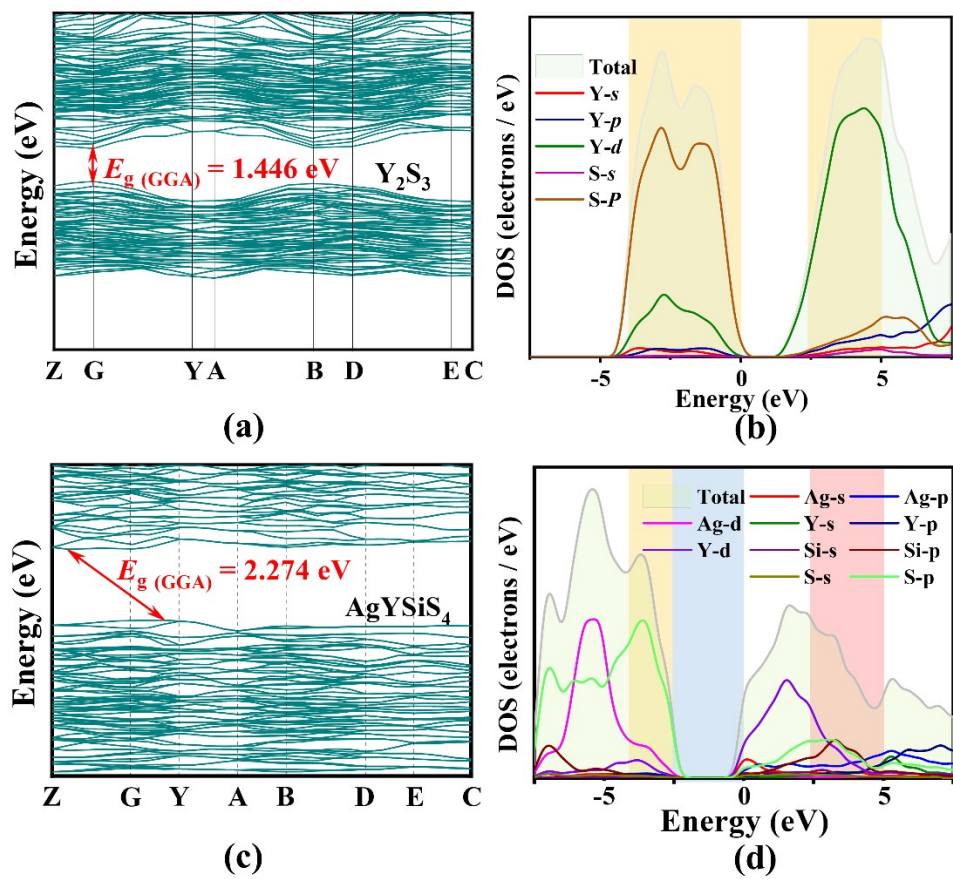 Energy (eV)
E g (GGA) = 1.446 eV
Y2S3
Z G Y A B D E C
(a)
DOS (electrons / eV)
Total
Y-s
Y-p
Y-d
S-s
S-P
-5 0 5
Energy (eV)
(b)
Energy (eV)
E g (GGA) = 2.274 eV
AgYSiS4
Z G Y A B D E C
(c)
DOS (electrons / eV)
Total Ag-s Ag-p
Ag-d Y-s Y-p
Y-d Si-s Si-p
S-s S-p
-5 0 5
Energy (eV)
(d)